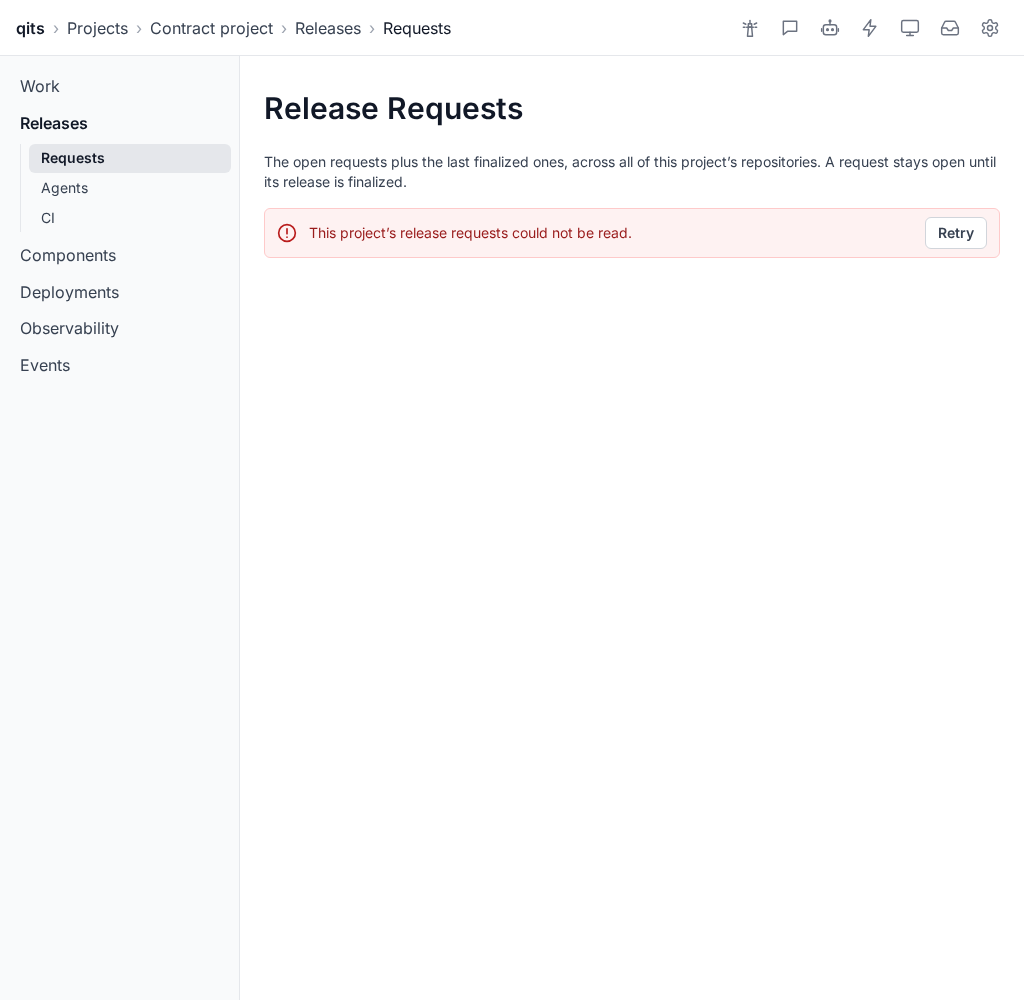 qits › Projects › Contract project › Releases › Requests
Work
Releases
Requests
Agents
CI
Components
Deployments
Observability
Events
Release Requests
The open requests plus the last finalized ones, across all of this project’s repositories. A request stays open until
its release is finalized.
This project’s release requests could not be read.
Retry